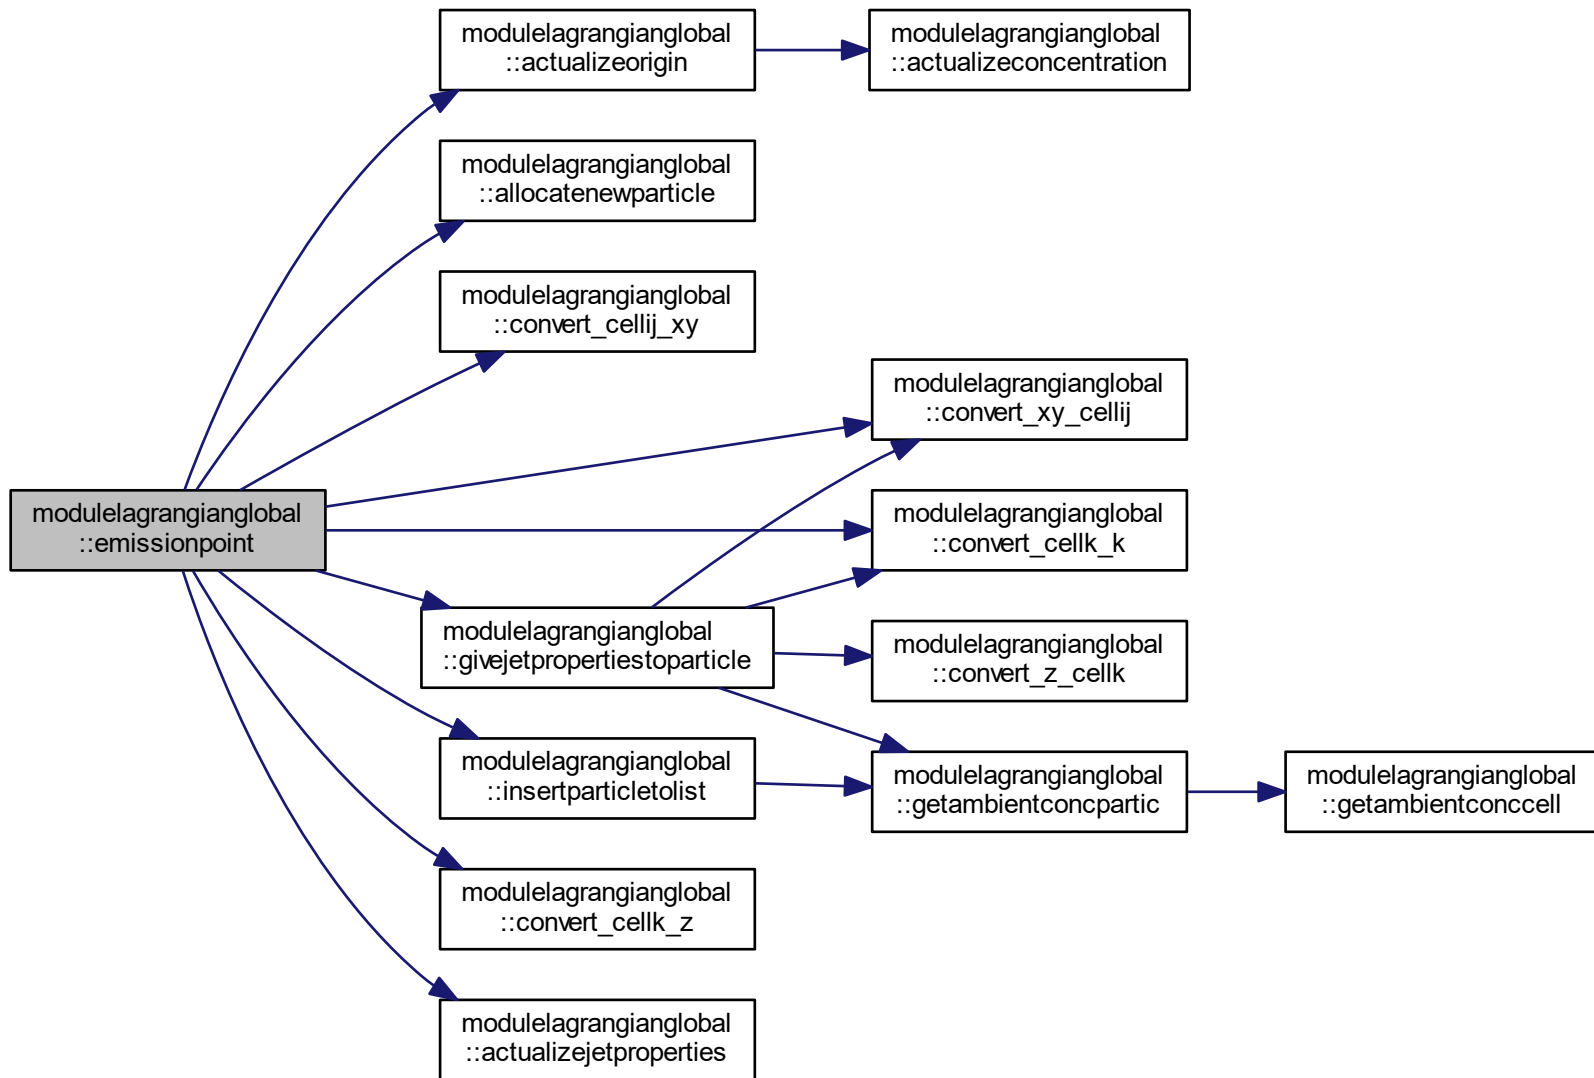 modulelagrangianglobal
::actualizeorigin
modulelagrangianglobal
::actualizeconcentration
modulelagrangianglobal
::allocatenewparticle
modulelagrangianglobal
::convert_cellij_xy
modulelagrangianglobal
::convert_xy_cellij
modulelagrangianglobal
::emissionpoint
modulelagrangianglobal
::convert_cellk_k
modulelagrangianglobal
::givejetpropertiestoparticle
modulelagrangianglobal
::convert_z_cellk
modulelagrangianglobal
::insertparticletolist
modulelagrangianglobal
::getambientconcpartic
modulelagrangianglobal
::getambientconccell
modulelagrangianglobal
::convert_cellk_z
modulelagrangianglobal
::actualizejetproperties